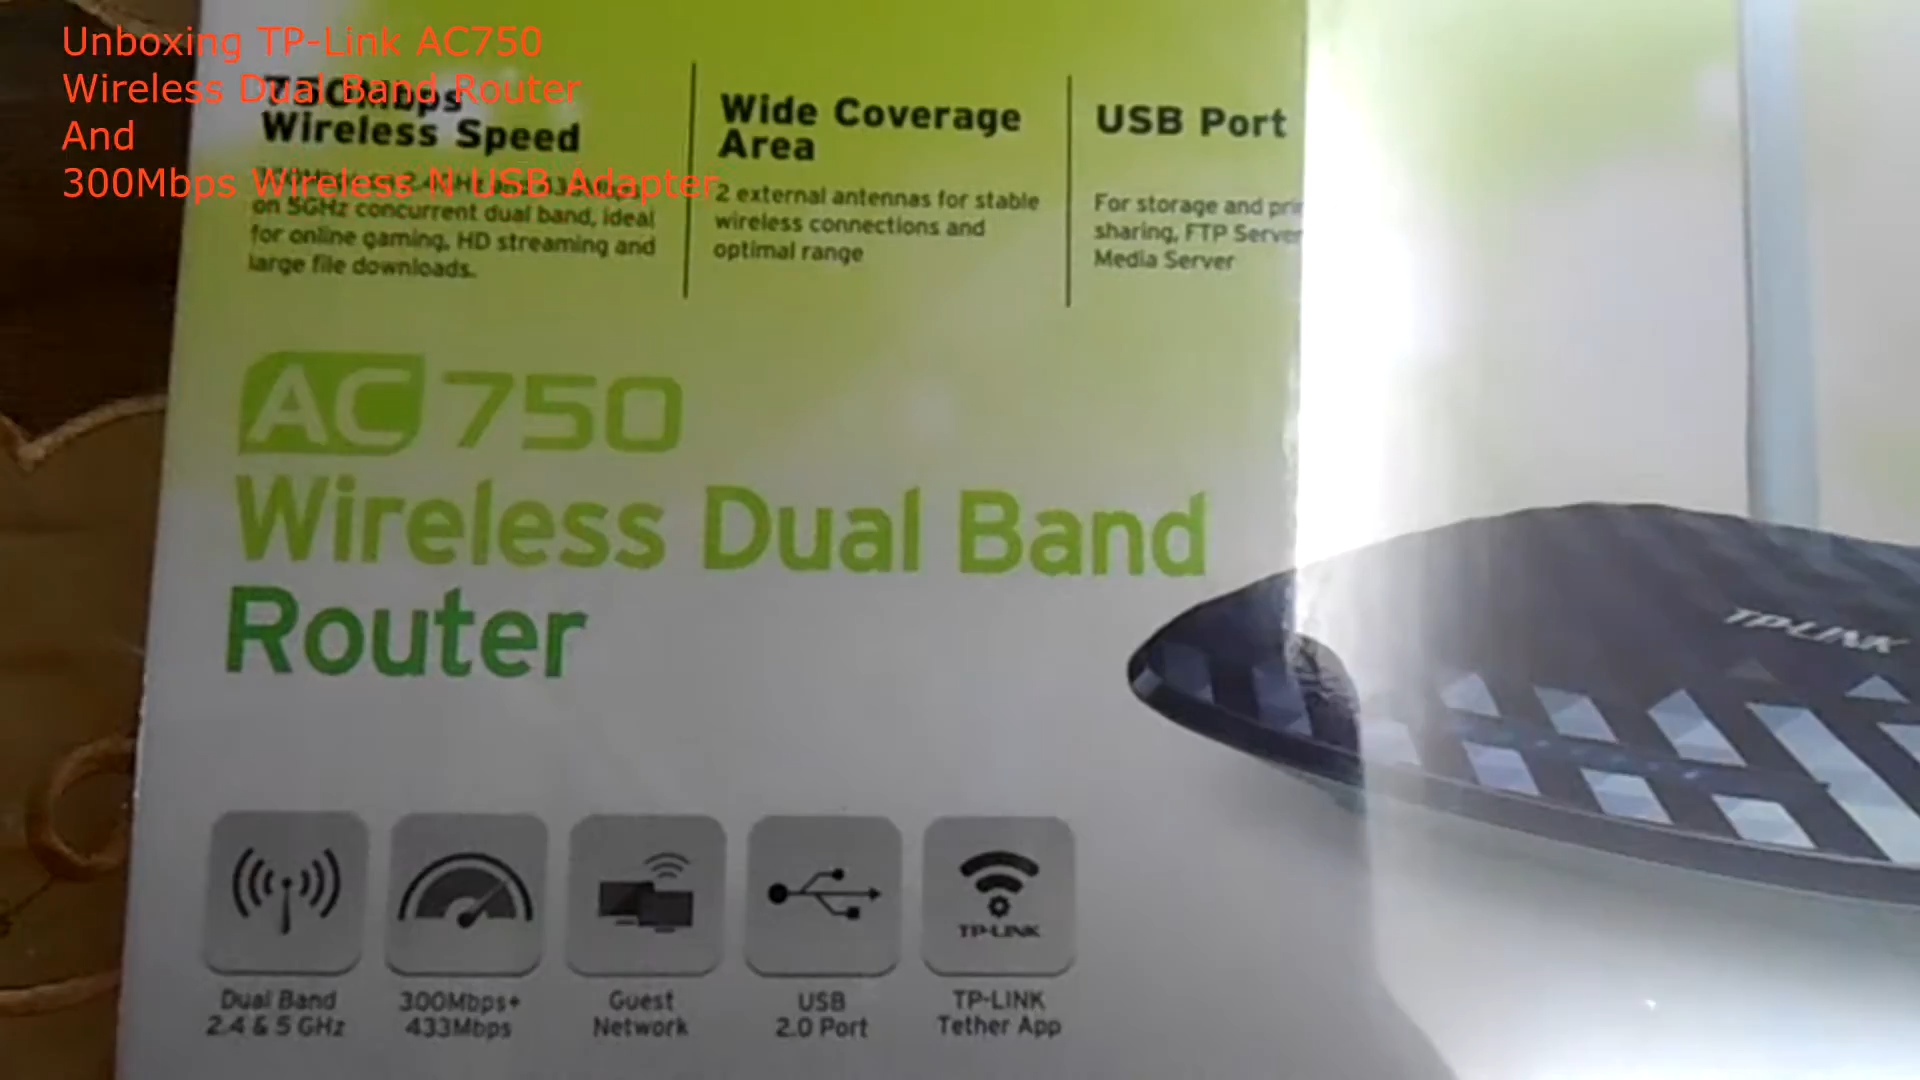 Unboxing TP-Link AC750
Wireless Dual Band Router
And
300Mbps Wireless N USB Adapter
750Mbps
Wireless Speed
on 5GHz concurrent dual band, ideal
for online gaming, HD streaming and
large file downloads.
Wide Coverage
Area
2 external antennas for stable
wireless connections and
optimal range
USB Port
For storage and
sharing, FTP Server
Media Server
AC750
Wireless Dual Band
Router
TP-LINK
TP-LINK
Dual Band
2.4 & 5 GHz
300Mbps+
433Mbps
Guest
Network
USB
2.0 Port
TP-LINK
Tether App